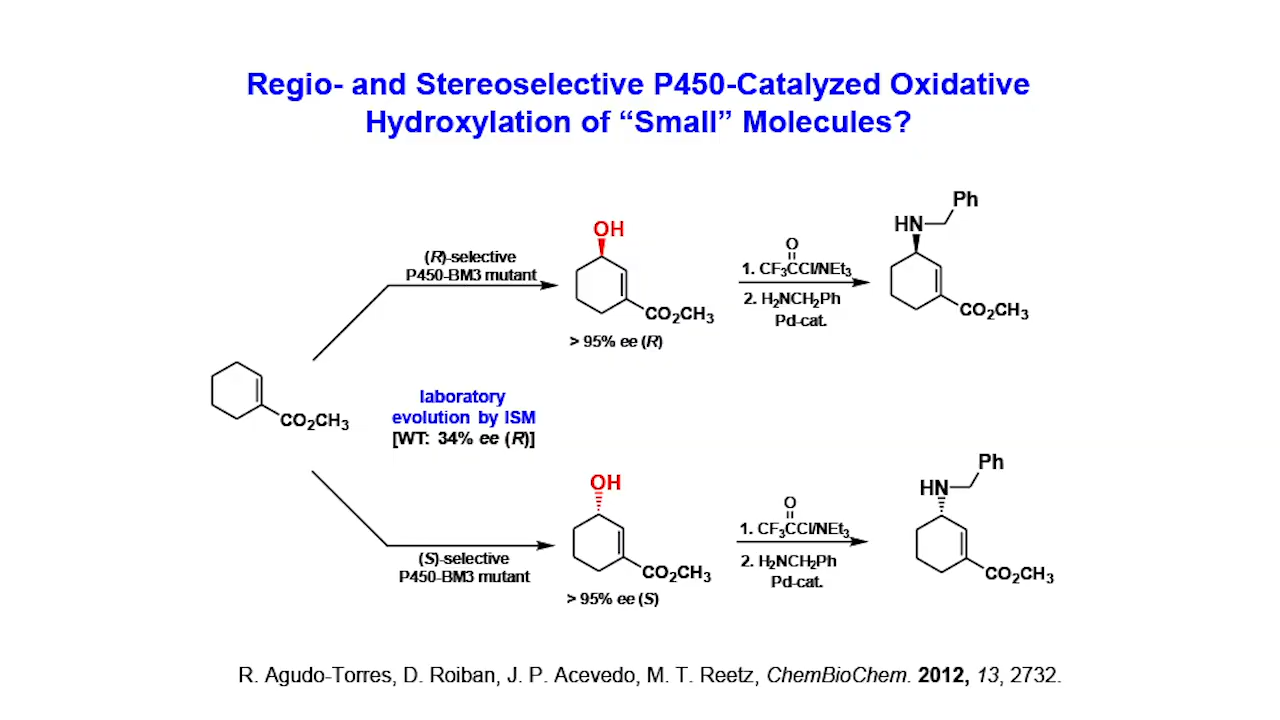 Regio- and Stereoselective P450-Catalyzed Oxidative
Hydroxylation of “Small” Molecules?
(R)-selective
P450-BM3 mutant
OH
CO₂CH₃
> 95% ee (R)
O
1. CF₃CCl/NEt₃
2. H₂NCH₂Ph
Pd-cat.
Ph
HN
CO₂CH₃
CO₂CH₃
laboratory
evolution by ISM
[WT: 34% ee (R)]
(S)-selective
P450-BM3 mutant
OH
CO₂CH₃
> 95% ee (S)
O
1. CF₃CCl/NEt₃
2. H₂NCH₂Ph
Pd-cat.
Ph
HN
CO₂CH₃
R. Agudo-Torres, D. Roiban, J. P. Acevedo, M. T. Reetz, ChemBioChem. 2012, 13, 2732.